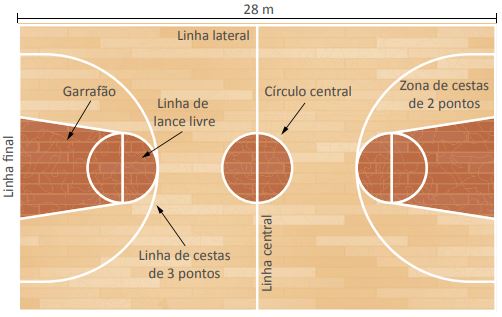 28 m
Linha lateral
Garrafão
Linha de
lance livre
Círculo central
Zona de cestas
de 2 pontos
Linha final
Linha central
Linha de cestas
de 3 pontos